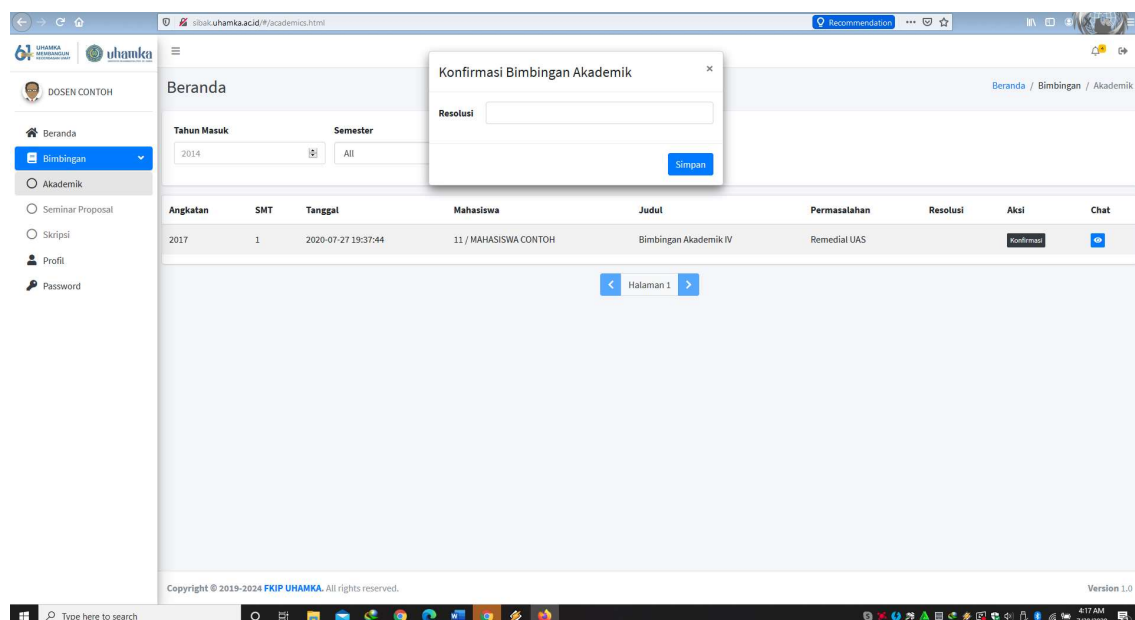 sibak.uhamka.ac.id/#/academics.html
Recommendation
61 UHAMKA
MEMBANGUN
uhamka
DOSEN CONTOH
Beranda
Bimbingan
Akademik
Seminar Proposal
Skripsi
Profil
Password
Beranda
Beranda / Bimbingan / Akademik
Konfirmasi Bimbingan Akademik ×
Resolusi
Simpan
Tahun Masuk Semester
2014 All
Angkatan SMT Tanggal Mahasiswa Judul Permasalahan Resolusi Aksi Chat
2017 1 2020-07-27 19:37:44 11 / MAHASISWA CONTOH Bimbingan Akademik IV Remedial UAS Konfirmasi
Halaman 1
Copyright © 2019-2024 FKIP UHAMKA. All rights reserved.
Version 1.0
Type here to search
4:17 AM